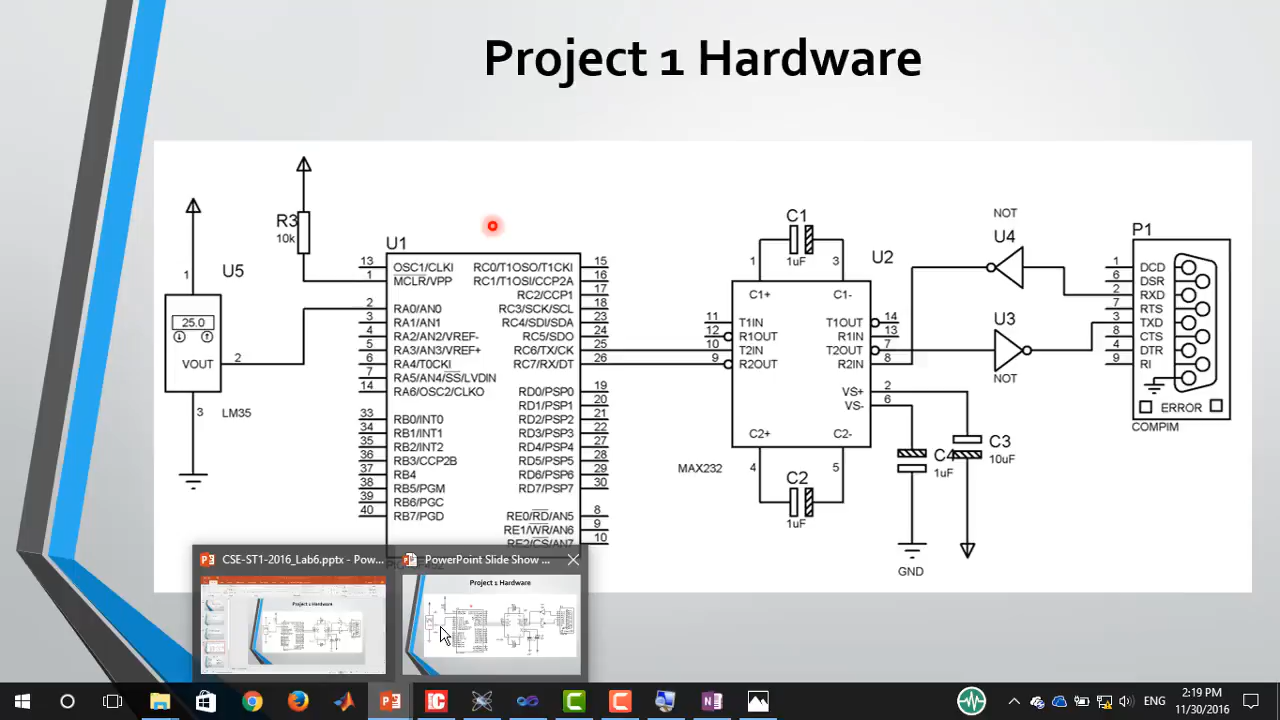 Project 1 Hardware
R3
10k
1
U5
25.0
VOUT
2
3
LM35
U1
13 OSC1/CLKI RC0/T1OSO/T1CKI 15
1 MCLR/VPP RC1/T1OSI/CCP2A 16
RC2/CCP1 17
2 RA0/AN0 RC3/SCK/SCL 18
3 RA1/AN1 RC4/SDI/SDA 23
4 RA2/AN2/VREF- RC5/SDO 24
5 RA3/AN3/VREF+ RC6/TX/CK 25
6 RA4/T0CKI RC7/RX/DT 26
7 RA5/AN4/SS/LVDIN
14 RA6/OSC2/CLKO RD0/PSP0 19
RD1/PSP1 20
33 RB0/INT0 RD2/PSP2 21
34 RB1/INT1 RD3/PSP3 22
35 RB2/INT2 RD4/PSP4 27
36 RB3/CCP2B RD5/PSP5 28
37 RB4 RD6/PSP6 29
38 RB5/PGM RD7/PSP7 30
39 RB6/PGC
40 RB7/PGD RE0/RD/AN5 8
RE1/WR/AN6 9
RE2/CS/AN7 10
C1
1uF
1 3
U2
C1+ C1-
11 T1IN T1OUT 14
12 R1OUT R1IN 13
10 T2IN T2OUT 7
9 R2OUT R2IN 8
VS+ 2
VS- 6
C2+ C2-
MAX232
4 5
C2
1uF
NOT
U4
U3
NOT
C4
1uF
C3
10uF
GND
P1
1 DCD
6 DSR
2 RXD
7 RTS
3 TXD
8 CTS
4 DTR
9 RI
ERROR
COMPIM
CSE-ST1-2016_Lab6.pptx - Pow...
PowerPoint Slide Show ...
Project 1 Hardware
Project 1 Hardware
ENG
2:19 PM
11/30/2016